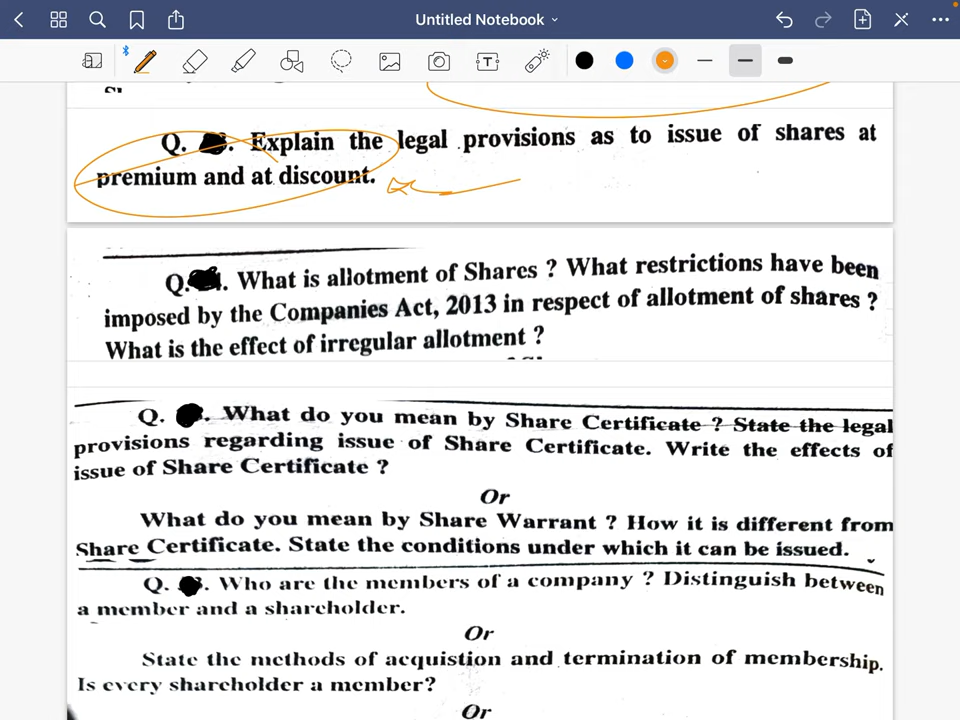 Untitled Notebook
Q. . Explain the legal provisions as to issue of shares at
premium and at discount.
Q. . What is allotment of Shares ? What restrictions have been
imposed by the Companies Act, 2013 in respect of allotment of shares ?
What is the effect of irregular allotment ?
Q. . What do you mean by Share Certificate ? State the legal
provisions regarding issue of Share Certificate. Write the effects of
issue of Share Certificate ?
Or
What do you mean by Share Warrant ? How it is different from
Share Certificate. State the conditions under which it can be issued.
Q. . Who are the members of a company ? Distinguish between
a member and a shareholder.
Or
State the methods of acquistion and termination of membership.
Is every shareholder a member?
Or